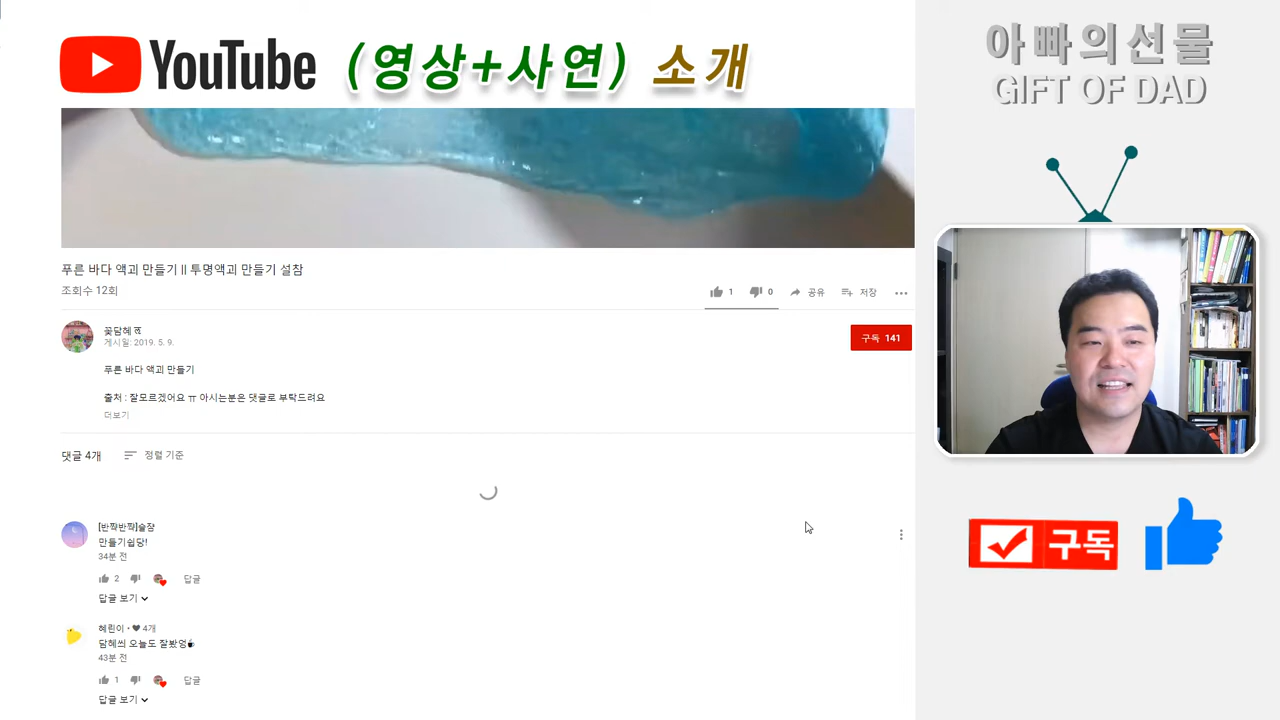 YouTube (영상+사연) 소개
아빠의선물
GIFT OF DAD
푸른 바다 액괴 만들기 || 투명액괴 만들기 설참
조회수 12회
1 0 공유 저장
꽃담혜
게시일: 2019. 5. 9.
구독 141
푸른 바다 액괴 만들기
출처 : 잘모르겠어요 ㅠ 아시는분은 댓글로 부탁드려요
더보기
댓글 4개 정렬 기준
[반짝반짝]슬쟝
만들기쉽당!
34분 전
2 답글
답글 보기
혜린이 • ♥ 4개
담혜씌 오늘도 잘봤엉
43분 전
1 답글
답글 보기
구독